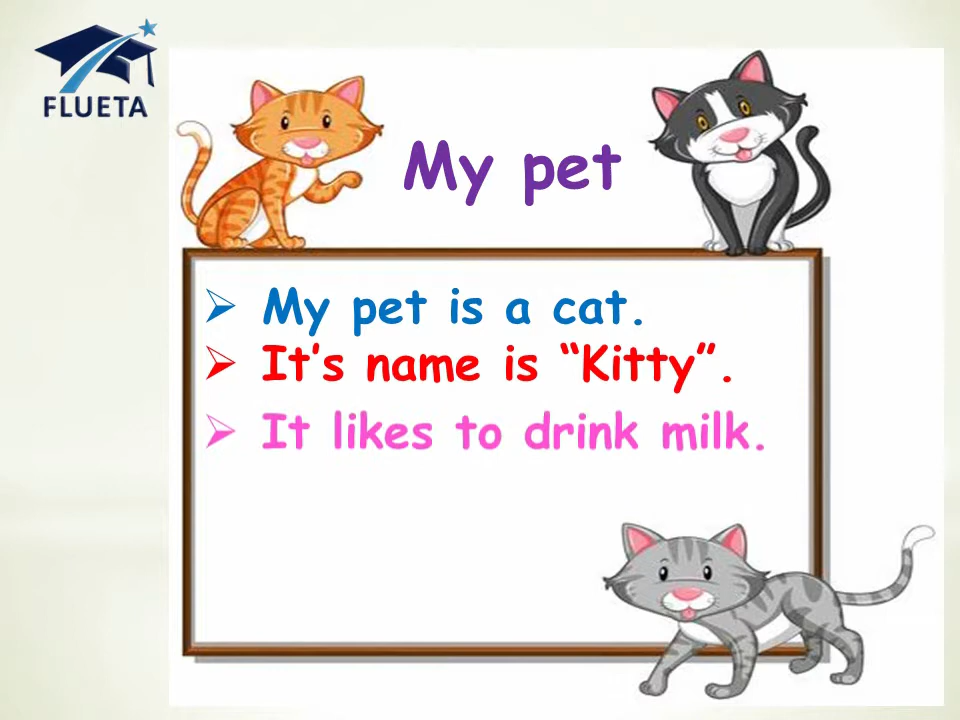 FLUETA
My pet
➢ My pet is a cat.
➢ It’s name is “Kitty”.
➢ It likes to drink milk.